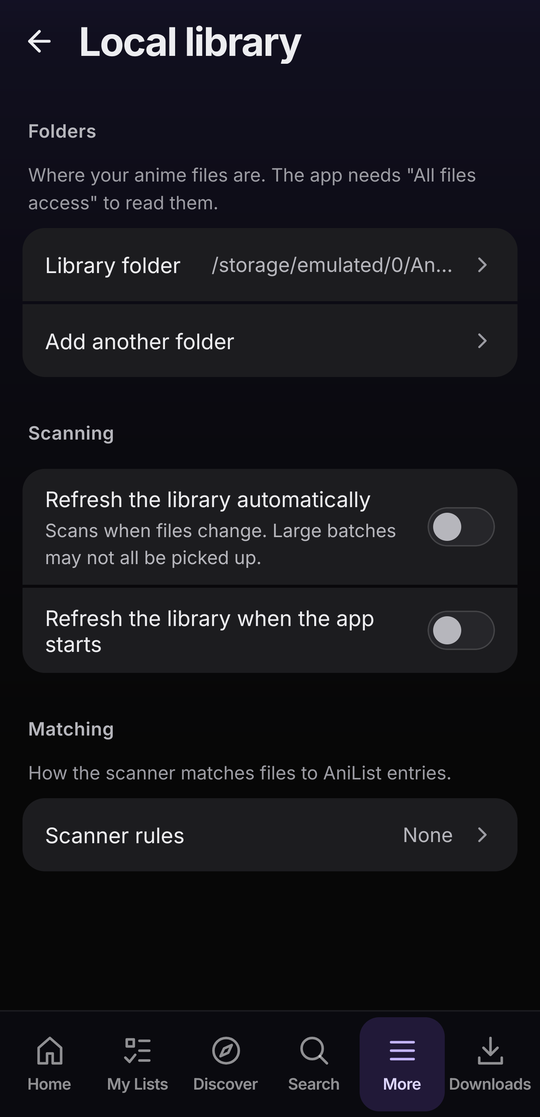 Local library
Folders
Where your anime files are. The app needs "All files
access" to read them.
Library folder /storage/emulated/0/An...
Add another folder
Scanning
Refresh the library automatically
Scans when files change. Large batches
may not all be picked up.
Refresh the library when the app
starts
Matching
How the scanner matches files to AniList entries.
Scanner rules None
Home My Lists Discover Search More Downloads